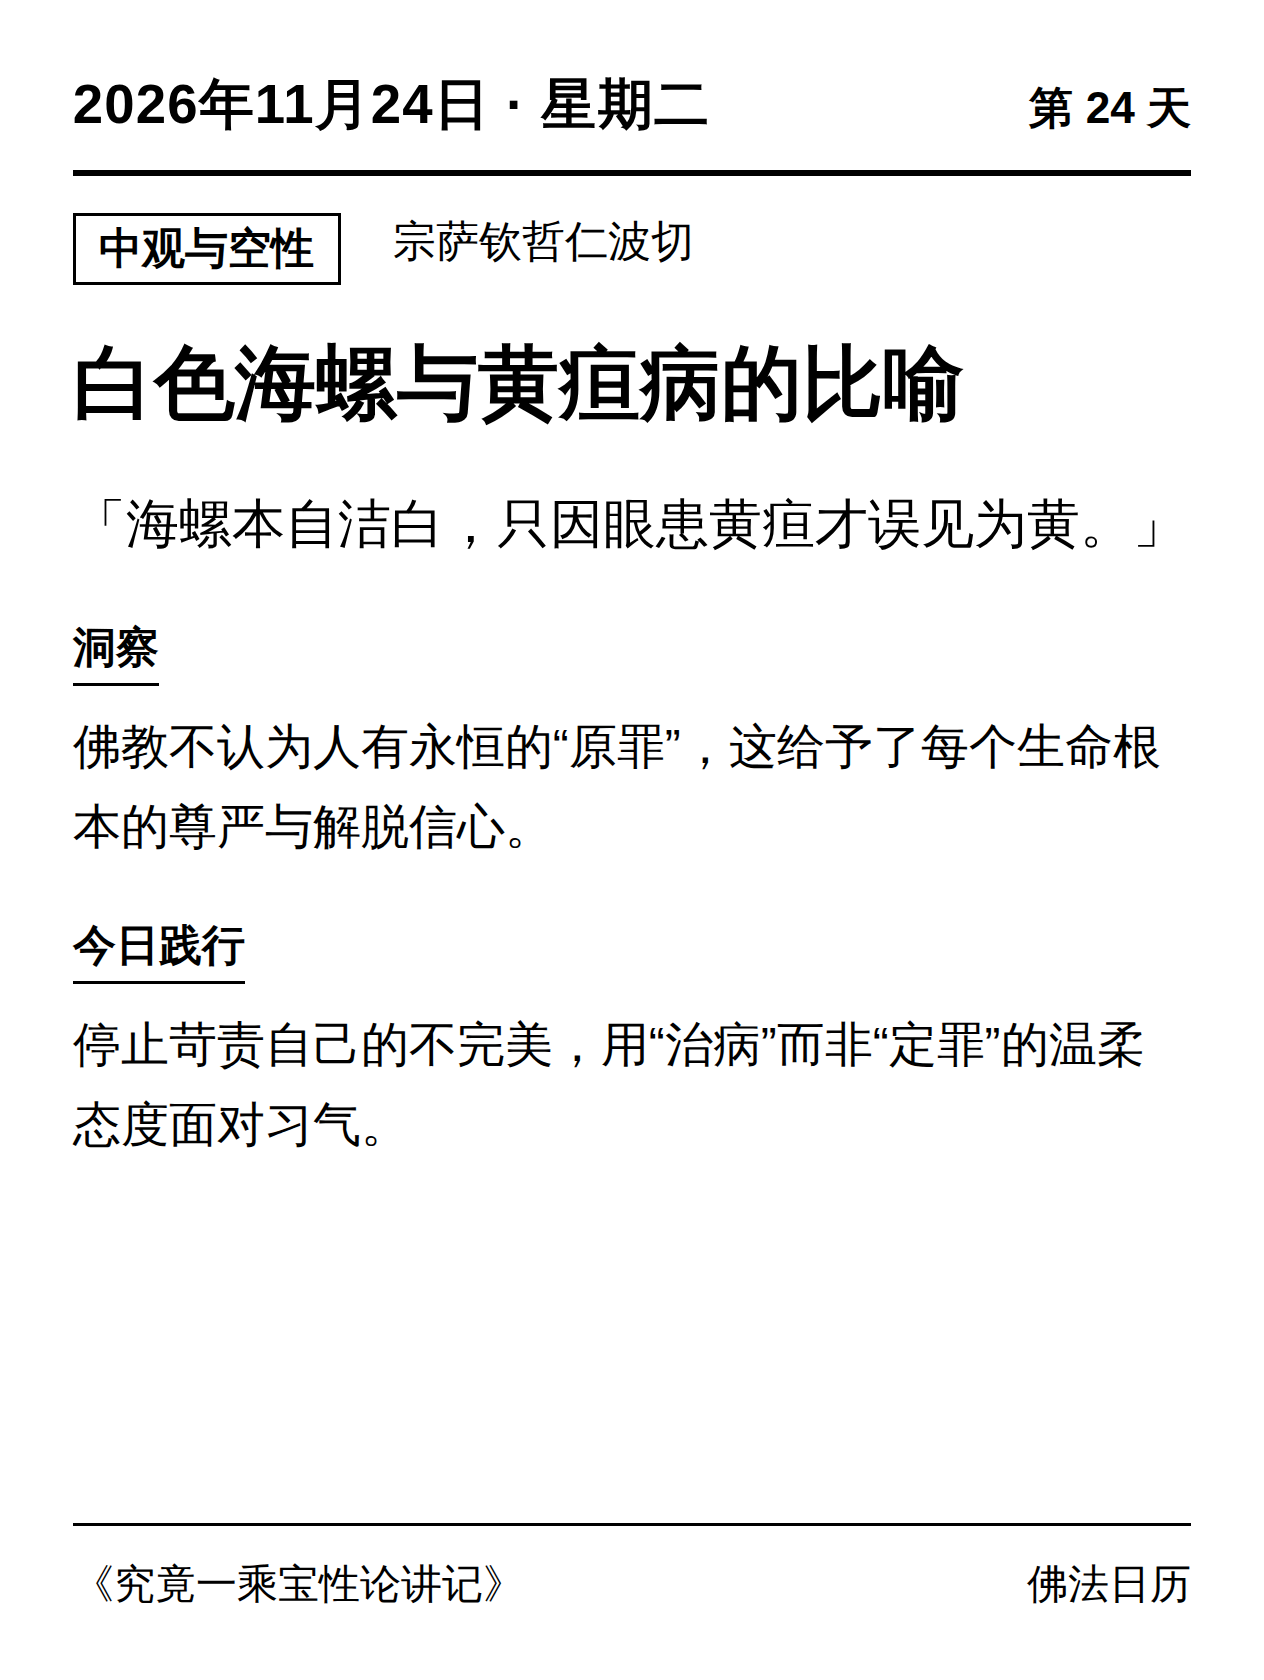 2026年11月24日 · 星期二
第 24 天
中观与空性
宗萨钦哲仁波切
白色海螺与黄疸病的比喻
「海螺本自洁白，只因眼患黄疸才误见为黄。」
洞察
佛教不认为人有永恒的“原罪”，这给予了每个生命根
本的尊严与解脱信心。
今日践行
停止苛责自己的不完美，用“治病”而非“定罪”的温柔
态度面对习气。
《究竟一乘宝性论讲记》
佛法日历